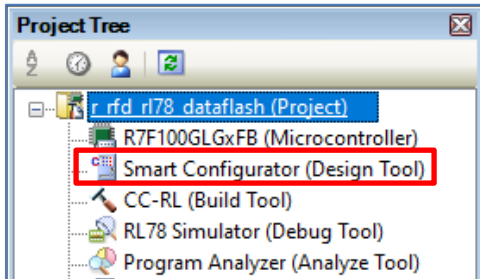 Project Tree
r_rfd_rl78_dataflash (Project)
R7F100GLGxFB (Microcontroller)
Smart Configurator (Design Tool)
CC-RL (Build Tool)
RL78 Simulator (Debug Tool)
Program Analyzer (Analyze Tool)